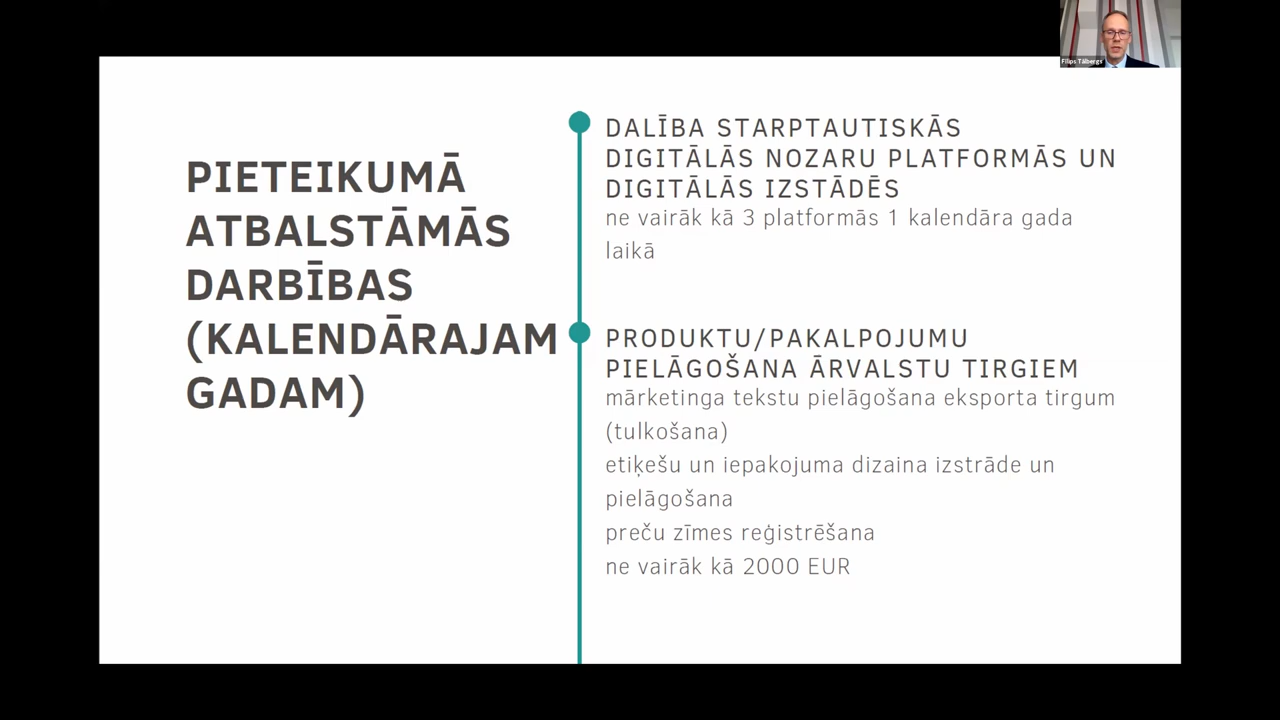 PIETEIKUMĀ
ATBALSTĀMĀS
DARBĪBAS
(KALENDĀRAJAM
GADAM)
DALĪBA STARPTAUTISKĀS
DIGITĀLĀS NOZARU PLATFORMĀS UN
DIGITĀLĀS IZSTĀDĒS
ne vairāk kā 3 platformās 1 kalendāra gada
laikā
PRODUKTU/PAKALPOJUMU
PIELĀGOŠANA ĀRVALSTU TIRGIEM
mārketinga tekstu pielāgošana eksporta tirgum
(tulkošana)
etiķešu un iepakojuma dizaina izstrāde un
pielāgošana
preču zīmes reģistrēšana
ne vairāk kā 2000 EUR
Filips Tālbergs